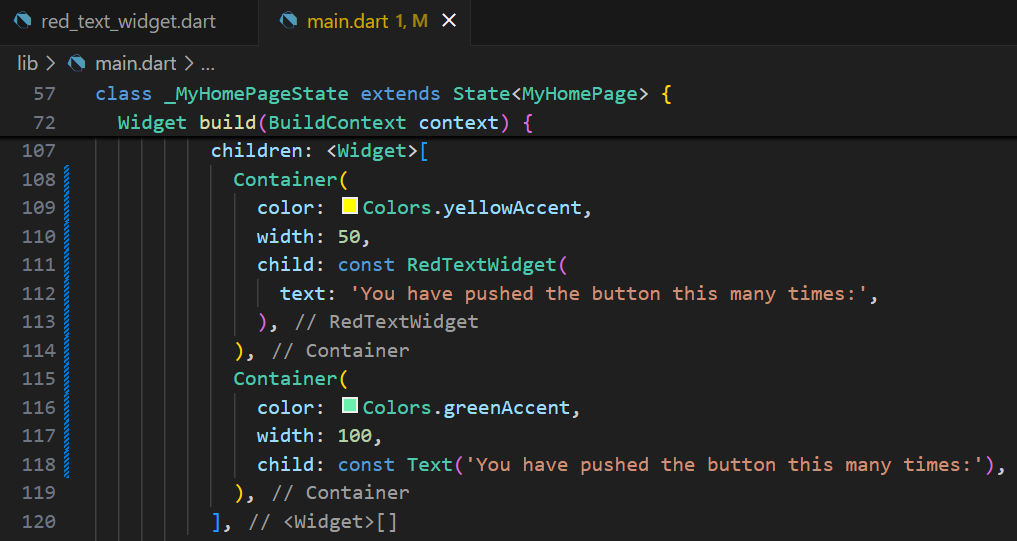 red_text_widget.dart main.dart 1, M
lib > main.dart > ...
57 class _MyHomePageState extends State<MyHomePage> {
72 Widget build(BuildContext context) {
107 children: <Widget>[
108 Container(
109 color: Colors.yellowAccent,
110 width: 50,
111 child: const RedTextWidget(
112 text: 'You have pushed the button this many times:',
113 ), // RedTextWidget
114 ), // Container
115 Container(
116 color: Colors.greenAccent,
117 width: 100,
118 child: const Text('You have pushed the button this many times:'),
119 ), // Container
120 ], // <Widget>[]